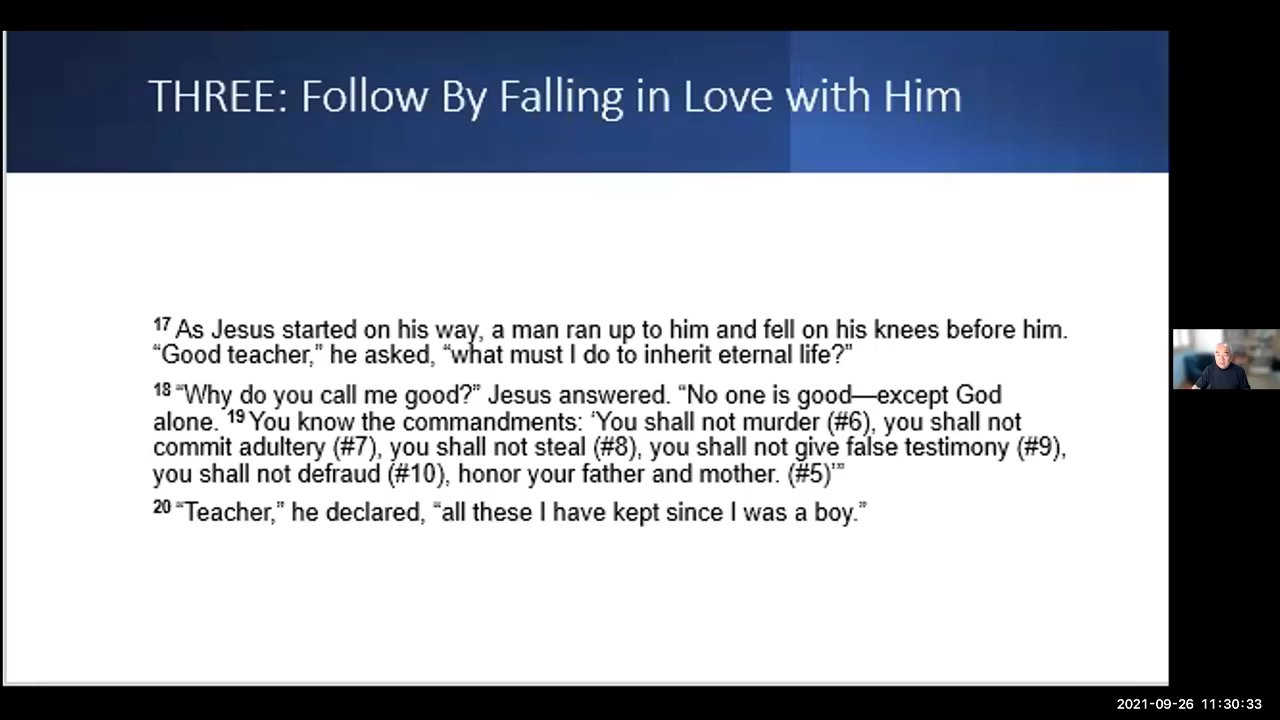 THREE: Follow By Falling in Love with Him
17 As Jesus started on his way, a man ran up to him and fell on his knees before him.
“Good teacher,” he asked, “what must I do to inherit eternal life?”
18 “Why do you call me good?” Jesus answered. “No one is good—except God
alone. 19 You know the commandments: ‘You shall not murder (#6), you shall not
commit adultery (#7), you shall not steal (#8), you shall not give false testimony (#9),
you shall not defraud (#10), honor your father and mother. (#5)’”
20 “Teacher,” he declared, “all these I have kept since I was a boy.”
2021-09-26 11:30:33